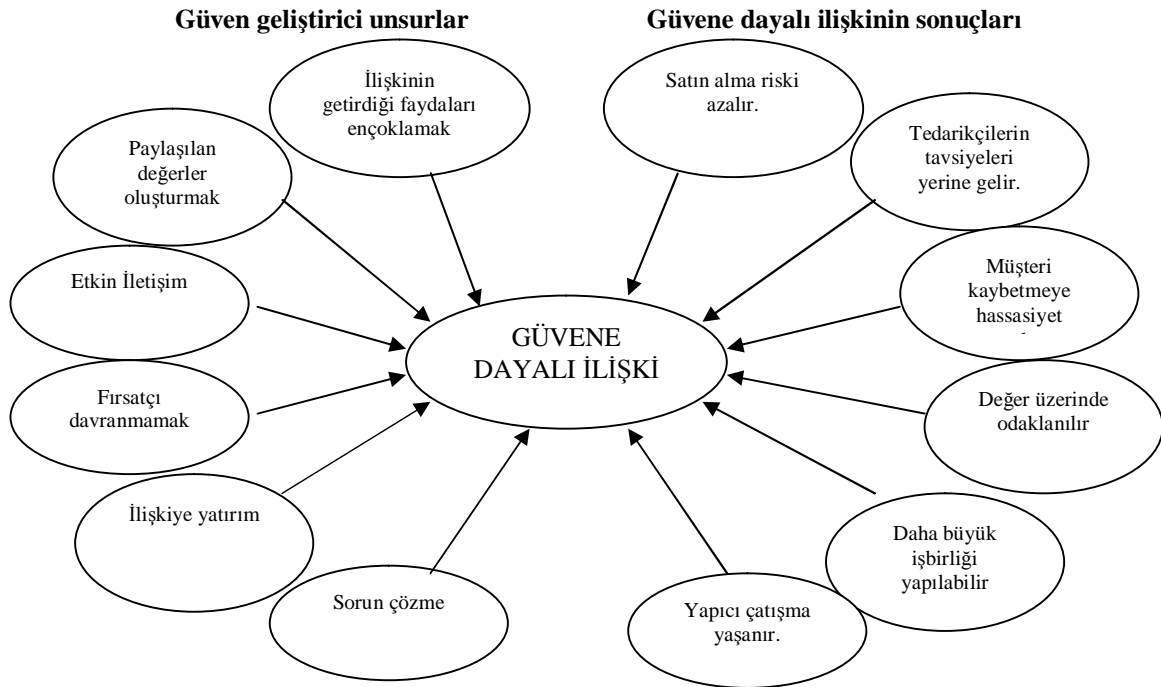 Güven geliştirici unsurlar
Güvene dayalı ilişkinin sonuçları
İlişkinin
getirdiği faydaları
ençoklamak
Paylaşılan
değerler
oluşturmak
Etkin İletişim
Fırsatçı
davranmamak
İlişkiye yatırım
Sorun çözme
GÜVENE
DAYALI İLİŞKİ
Satın alma riski
azalır.
Tedarikçilerin
tavsiyeleri
yerine gelir.
Müşteri
kaybetmeye
hassasiyet
Değer üzerinde
odaklanılır
Daha büyük
işbirliği
yapılabilir
Yapıcı çatışma
yaşanır.